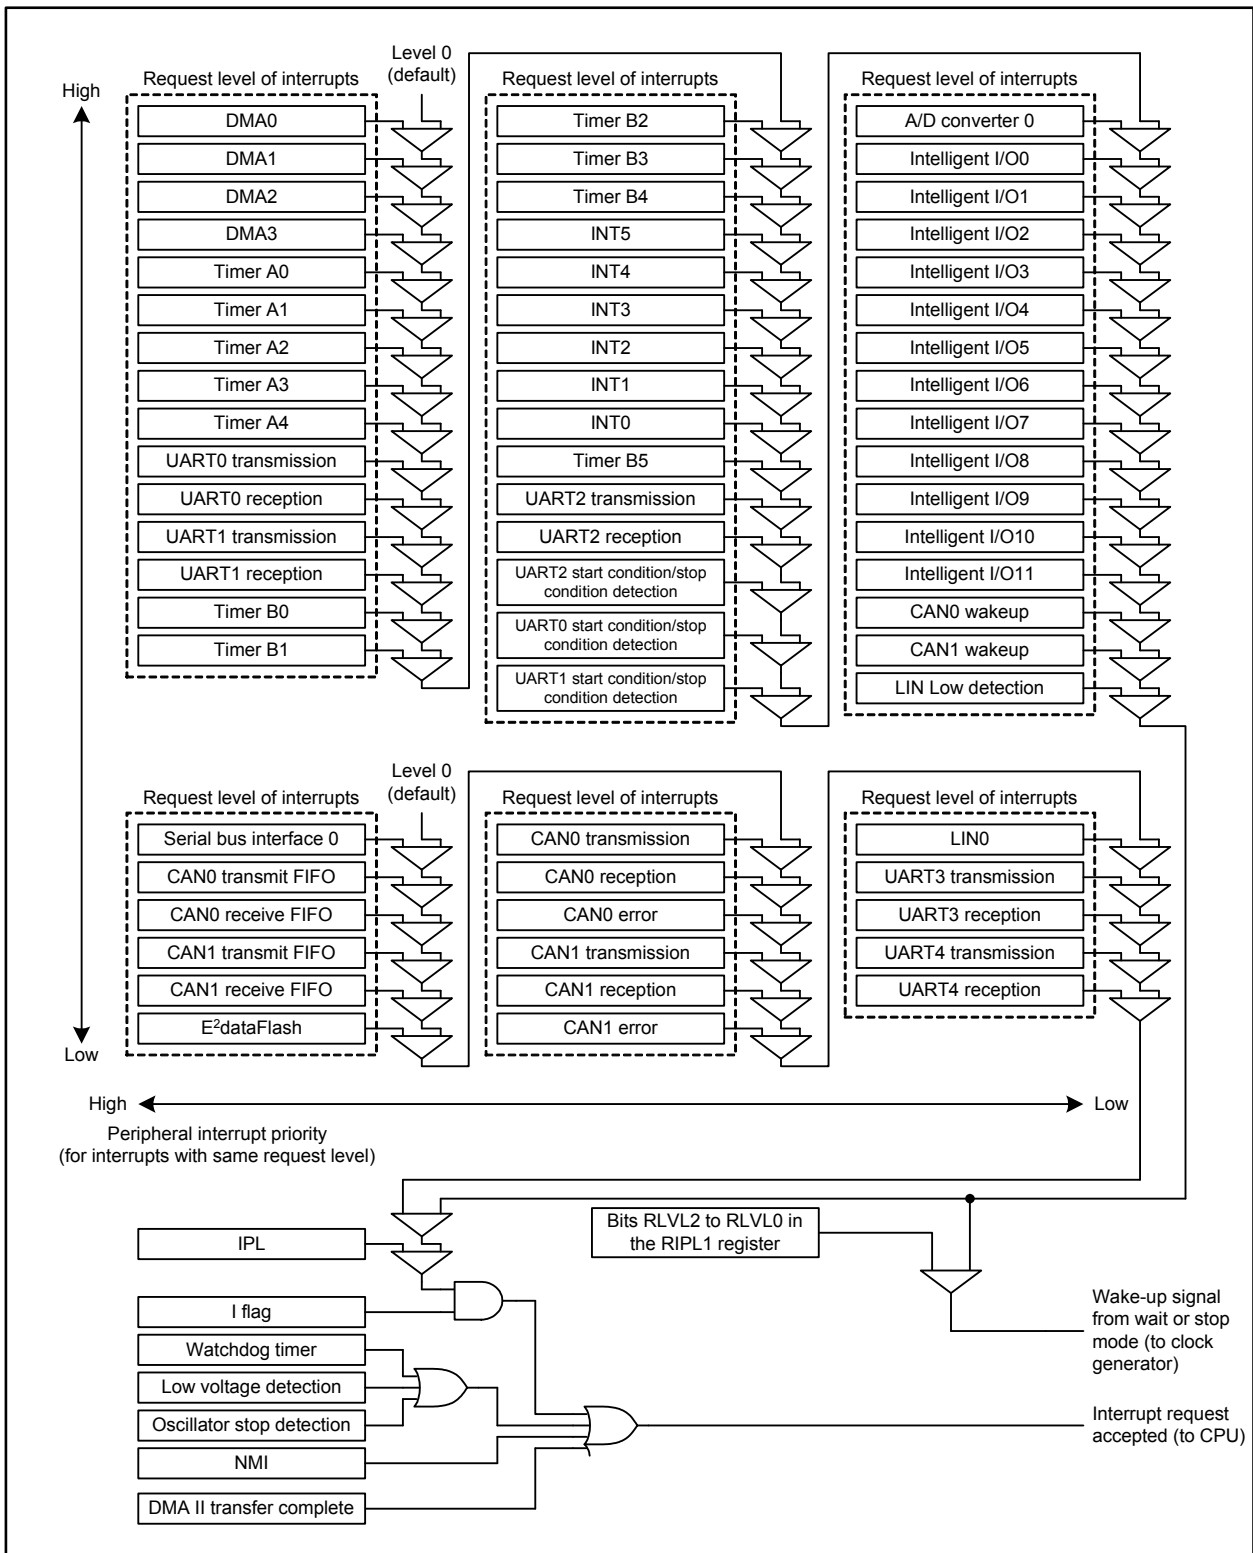 High
Request level of interrupts
DMA0
DMA1
DMA2
DMA3
Timer A0
Timer A1
Timer A2
Timer A3
Timer A4
UART0 transmission
UART0 reception
UART1 transmission
UART1 reception
Timer B0
Timer B1
Level 0
(default)
Request level of interrupts
Timer B2
Timer B3
Timer B4
INT5
INT4
INT3
INT2
INT1
INT0
Timer B5
UART2 transmission
UART2 reception
UART2 start condition/stop
condition detection
UART0 start condition/stop
condition detection
UART1 start condition/stop
condition detection
Request level of interrupts
A/D converter 0
Intelligent I/O0
Intelligent I/O1
Intelligent I/O2
Intelligent I/O3
Intelligent I/O4
Intelligent I/O5
Intelligent I/O6
Intelligent I/O7
Intelligent I/O8
Intelligent I/O9
Intelligent I/O10
Intelligent I/O11
CAN0 wakeup
CAN1 wakeup
LIN Low detection
Request level of interrupts
Serial bus interface 0
CAN0 transmit FIFO
CAN0 receive FIFO
CAN1 transmit FIFO
CAN1 receive FIFO
E²dataFlash
Level 0
(default)
Request level of interrupts
CAN0 transmission
CAN0 reception
CAN0 error
CAN1 transmission
CAN1 reception
CAN1 error
Request level of interrupts
LIN0
UART3 transmission
UART3 reception
UART4 transmission
UART4 reception
Low
High
Low
Peripheral interrupt priority
(for interrupts with same request level)
IPL
Bits RLVL2 to RLVL0 in
the RIPL1 register
I flag
Watchdog timer
Low voltage detection
Oscillator stop detection
NMI
DMA II transfer complete
Wake-up signal
from wait or stop
mode (to clock
generator)
Interrupt request
accepted (to CPU)